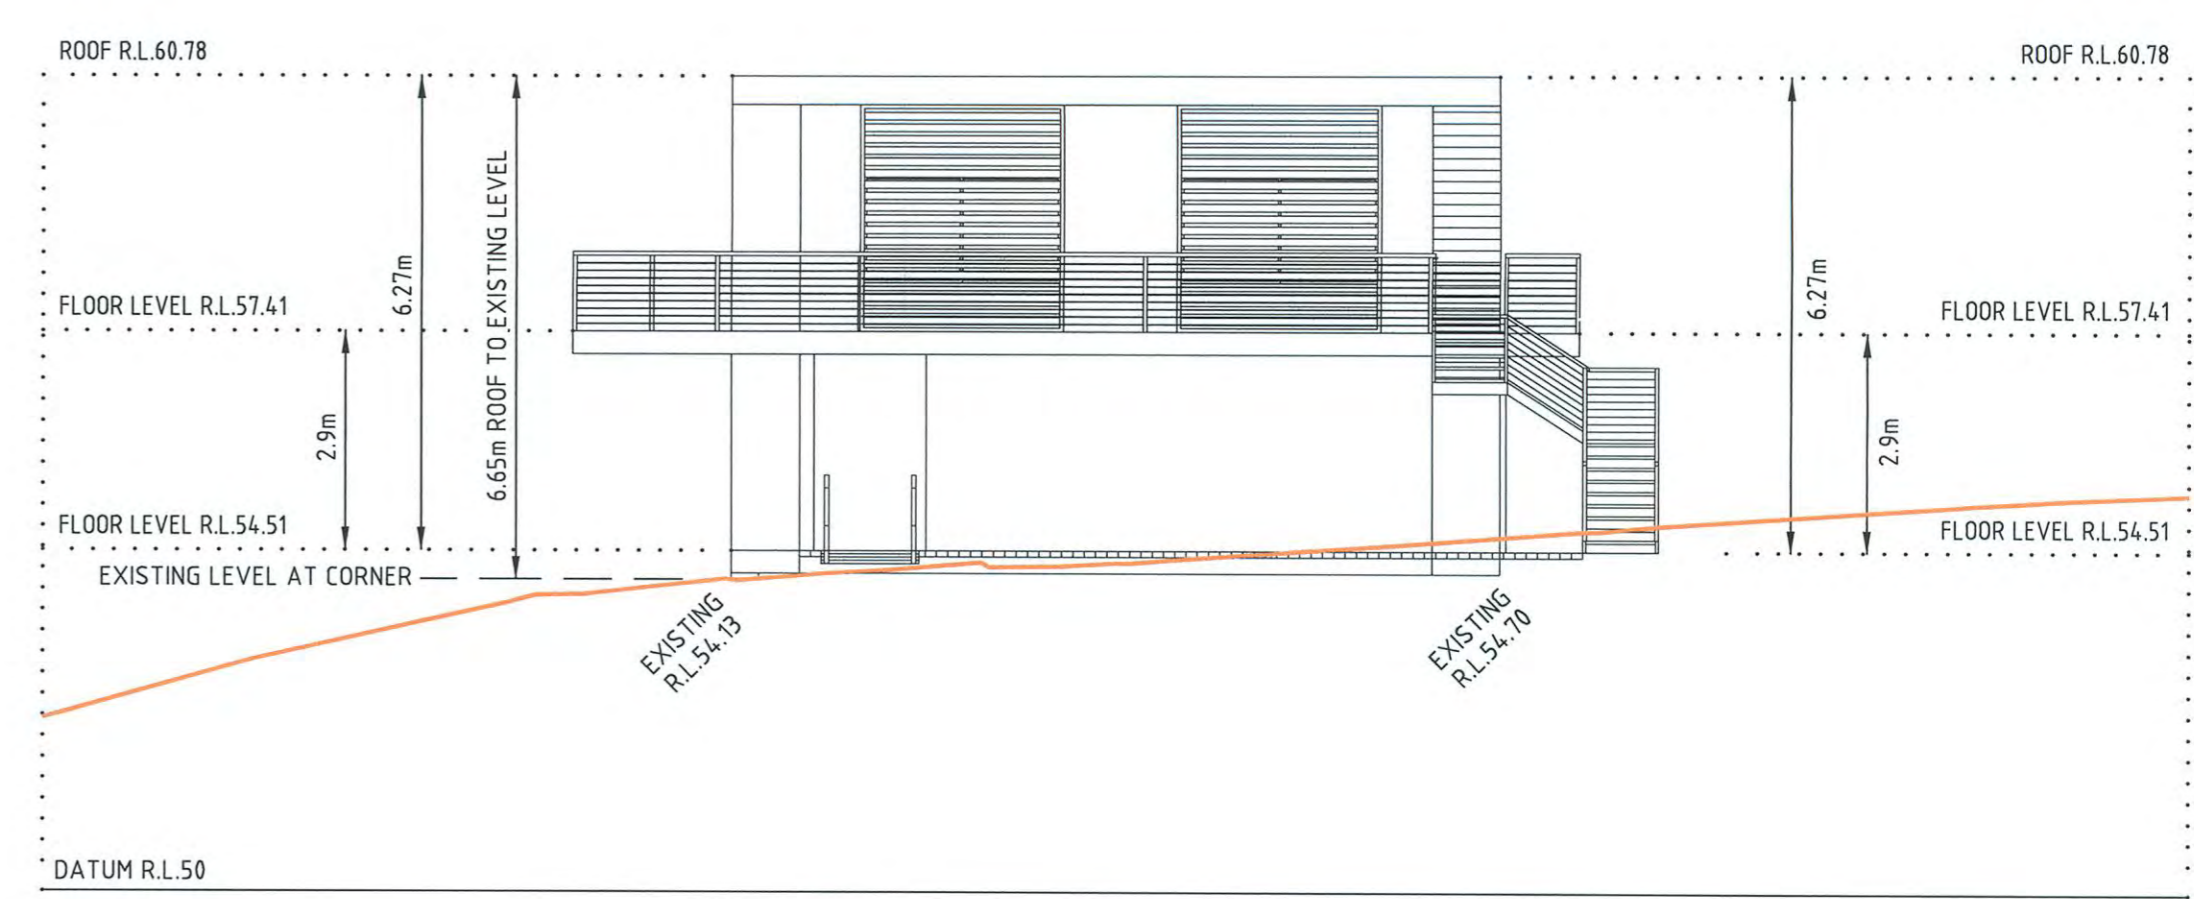 ROOF R.L.60.78
ROOF R.L.60.78
6.65m ROOF TO EXISTING LEVEL
6.27m
6.27m
FLOOR LEVEL R.L.57.41
FLOOR LEVEL R.L.57.41
2.9m
2.9m
FLOOR LEVEL R.L.54.51
FLOOR LEVEL R.L.54.51
EXISTING LEVEL AT CORNER
EXISTING
R.L.54.13
EXISTING
R.L.54.70
DATUM R.L.50